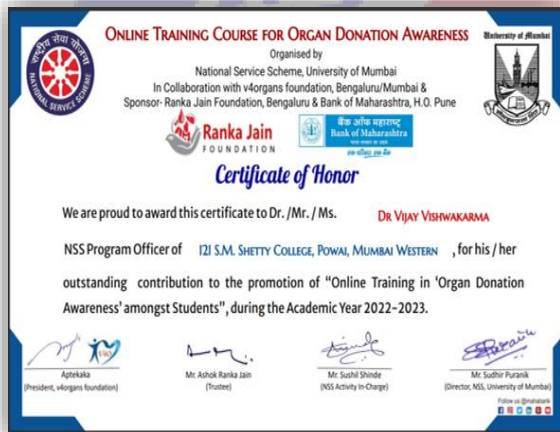 ONLINE TRAINING COURSE FOR ORGAN DONATION AWARENESS
Organised by
National Service Scheme, University of Mumbai
In Collaboration with v4organs foundation, Bengaluru/Mumbai &
Sponsor- Ranka Jain Foundation, Bengaluru & Bank of Maharashtra, H.O. Pune
राष्ट्रीय सेवा योजना
NATIONAL SERVICE SCHEME
University of Mumbai
Ranka Jain
FOUNDATION
बैंक ऑफ महाराष्ट्र
Bank of Maharashtra
एक परिवार एक बैंक
Certificate of Honor
We are proud to award this certificate to Dr. /Mr. / Ms. DR VIJAY VISHWAKARMA
NSS Program Officer of 121 S.M. SHETTY COLLEGE, POWAI, MUMBAI WESTERN , for his / her
outstanding contribution to the promotion of “Online Training in ‘Organ Donation
Awareness’ amongst Students”, during the Academic Year 2022-2023.
Aptekaka
(President, v4organs foundation)
Mr. Ashok Ranka Jain
(Trustee)
Mr. Sushil Shinde
(NSS Activity In-Charge)
Mr. Sudhir Puranik
(Director, NSS, University of Mumbai)
Follow us @mahabank